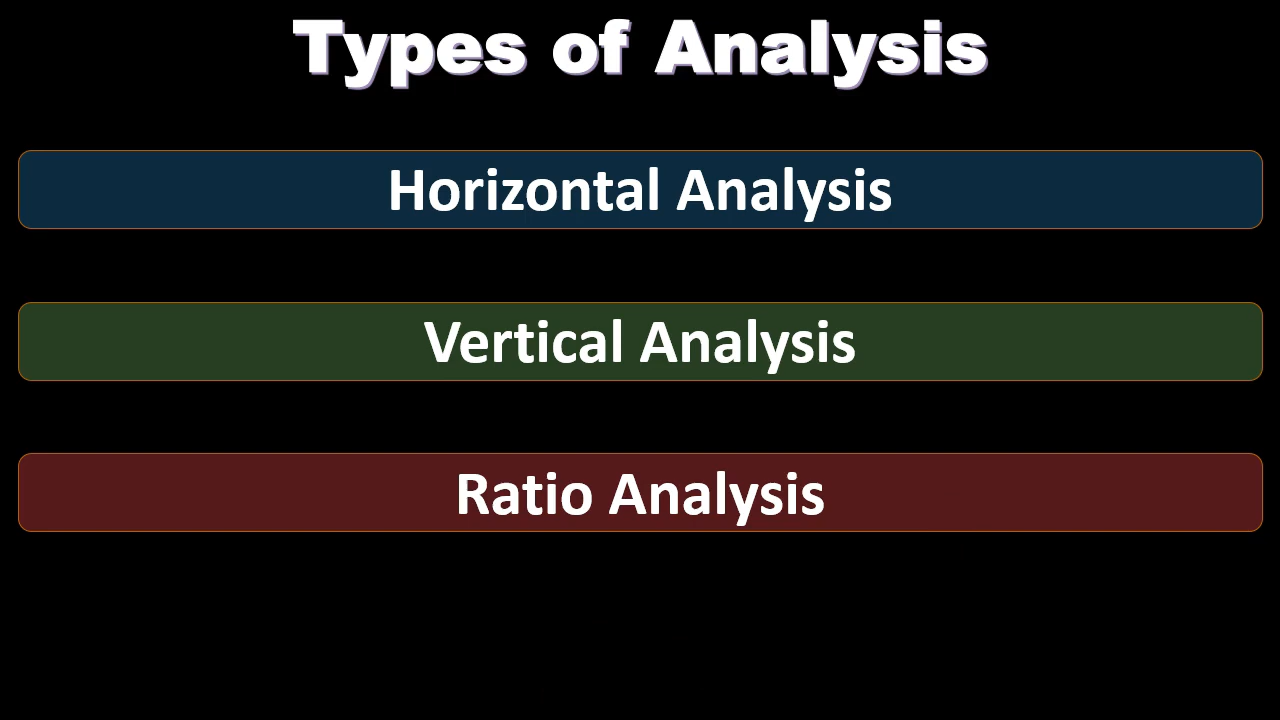 Types of Analysis
Horizontal Analysis
Vertical Analysis
Ratio Analysis